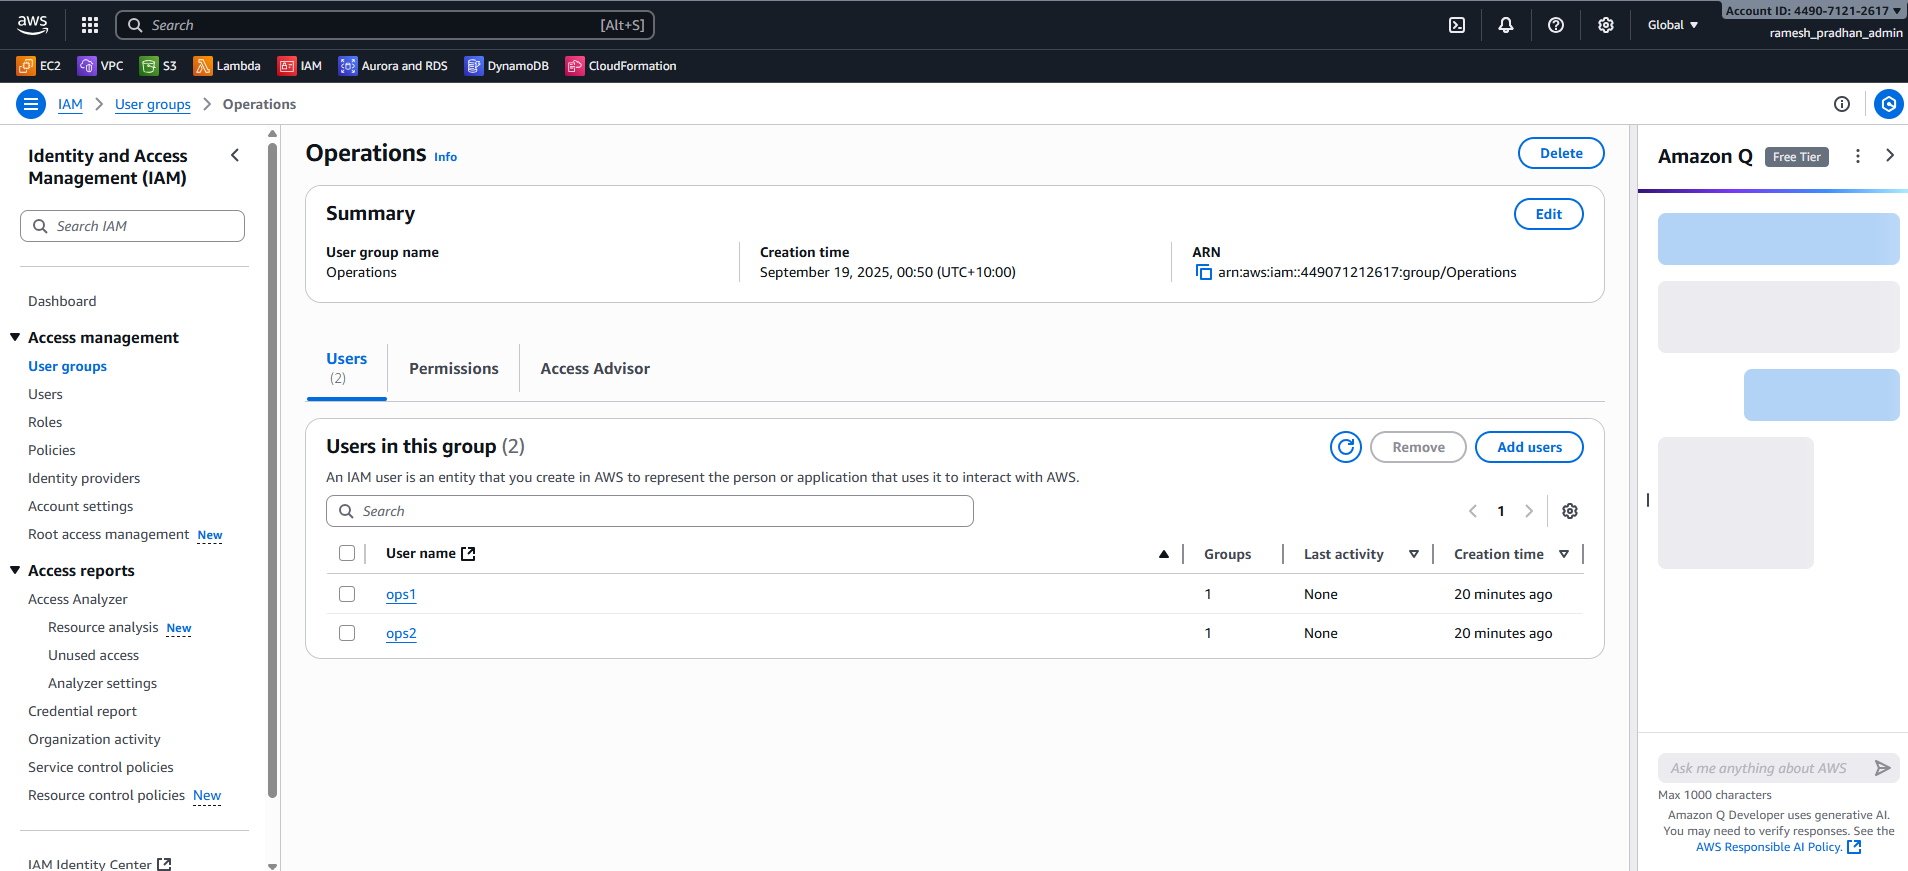 aws
Search [Alt+S]
Global
Account ID: 4490-7121-2617
ramesh_pradhan_admin
EC2 VPC S3 Lambda IAM Aurora and RDS DynamoDB CloudFormation
IAM User groups Operations
Identity and Access
Management (IAM)
Search IAM
Dashboard
Access management
User groups
Users
Roles
Policies
Identity providers
Account settings
Root access management New
Access reports
Access Analyzer
Resource analysis New
Unused access
Analyzer settings
Credential report
Organization activity
Service control policies
Resource control policies New
IAM Identity Center
Operations Info
Delete
Summary
Edit
User group name
Operations
Creation time
September 19, 2025, 00:50 (UTC+10:00)
ARN
arn:aws:iam::449071212617:group/Operations
Users
(2)
Permissions
Access Advisor
Users in this group (2)
Remove
Add users
An IAM user is an entity that you create in AWS to represent the person or application that uses it to interact with AWS.
Search
1
User name Groups Last activity Creation time
ops1 1 None 20 minutes ago
ops2 1 None 20 minutes ago
Amazon Q Free Tier
Ask me anything about AWS
Max 1000 characters
Amazon Q Developer uses generative AI.
You may need to verify responses. See the
AWS Responsible AI Policy.